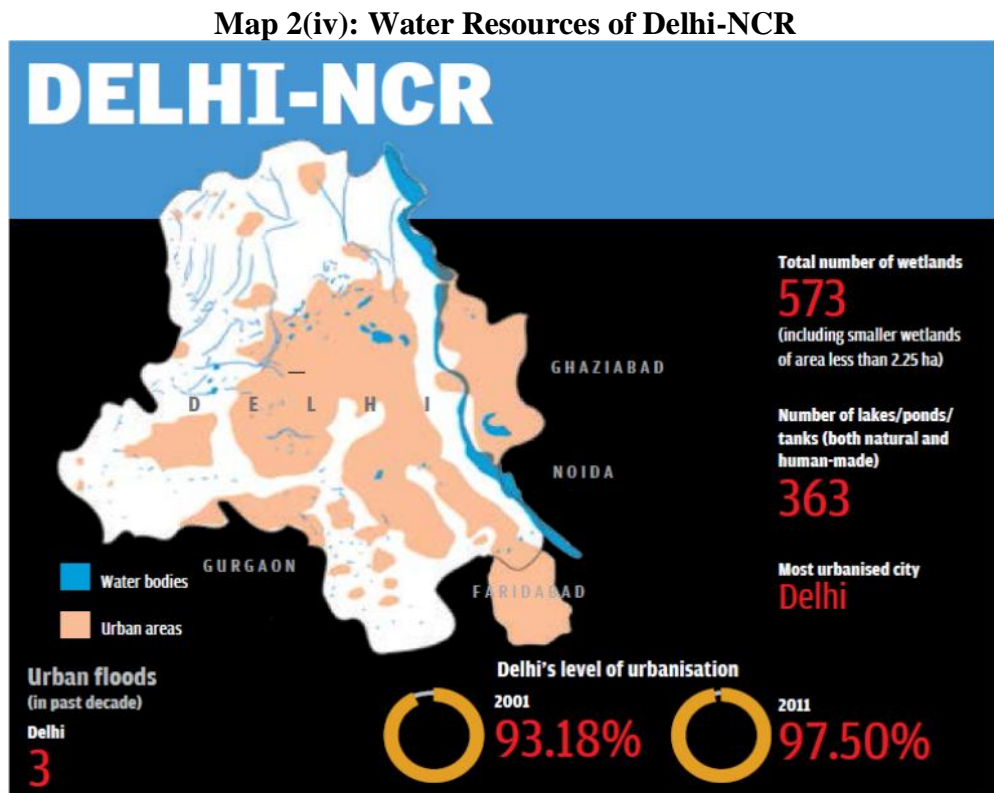 Map 2(iv): Water Resources of Delhi-NCR
DELHI-NCR
Total number of wetlands
573
(including smaller wetlands
of area less than 2.25 ha)
GHAZIABAD
DELHI
Number of lakes/ponds/
tanks (both natural and
human-made)
363
NOIDA
GURGAON
Water bodies
FARIDABAD
Most urbanised city
Delhi
Urban areas
Urban floods
(in past decade)
Delhi
3
Delhi's level of urbanisation
2001
93.18%
2011
97.50%